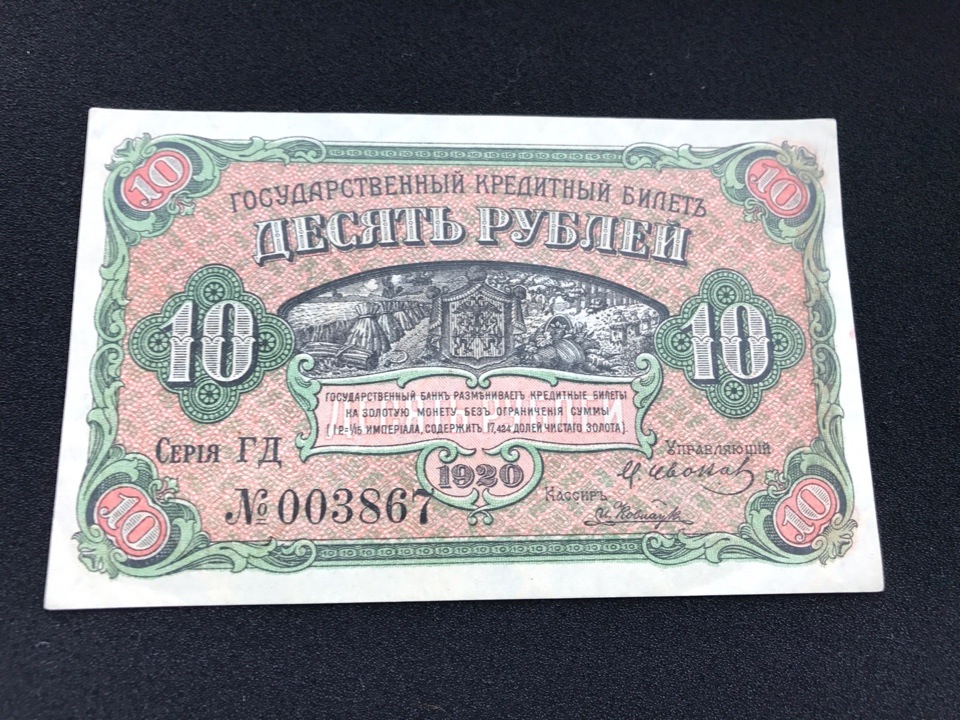 10 10
ГОСУДАРСТВЕННЫЙ КРЕДИТНЫЙ БИЛЕТЪ
ДЕСЯТЬ РУБЛЕЙ
10 10
ГОСУДАРСТВЕННЫЙ БАНКЪ РАЗМѢНИВАЕТЪ КРЕДИТНЫЕ БИЛЕТЫ
НА ЗОЛОТУЮ МОНЕТУ БЕЗЪ ОГРАНИЧЕНІЯ СУММЫ
(1 Р.=1/15 ИМПЕРІАЛА, СОДЕРЖИТЪ 17,424 ДОЛЕЙ ЧИСТАГО ЗОЛОТА).
Серія ГД
Управляющій
1920
№ 003867
Кассиръ
10 10